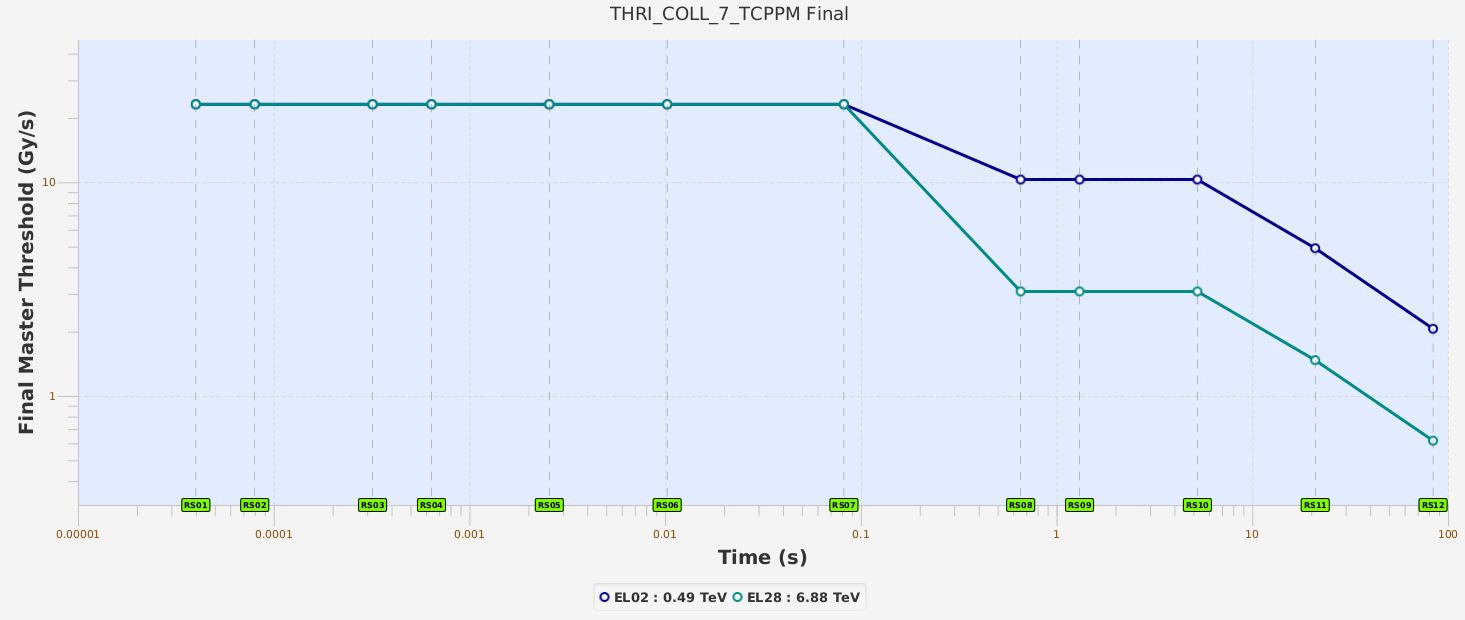 THRI_COLL_7_TCPPM Final
Final Master Threshold (Gy/s)
10
1
RS01 RS02 RS03 RS04 RS05 RS06 RS07 RS08 RS09 RS10 RS11 RS12
0.00001 0.0001 0.001 0.01 0.1 1 10 100
Time (s)
EL02 : 0.49 TeV EL28 : 6.88 TeV